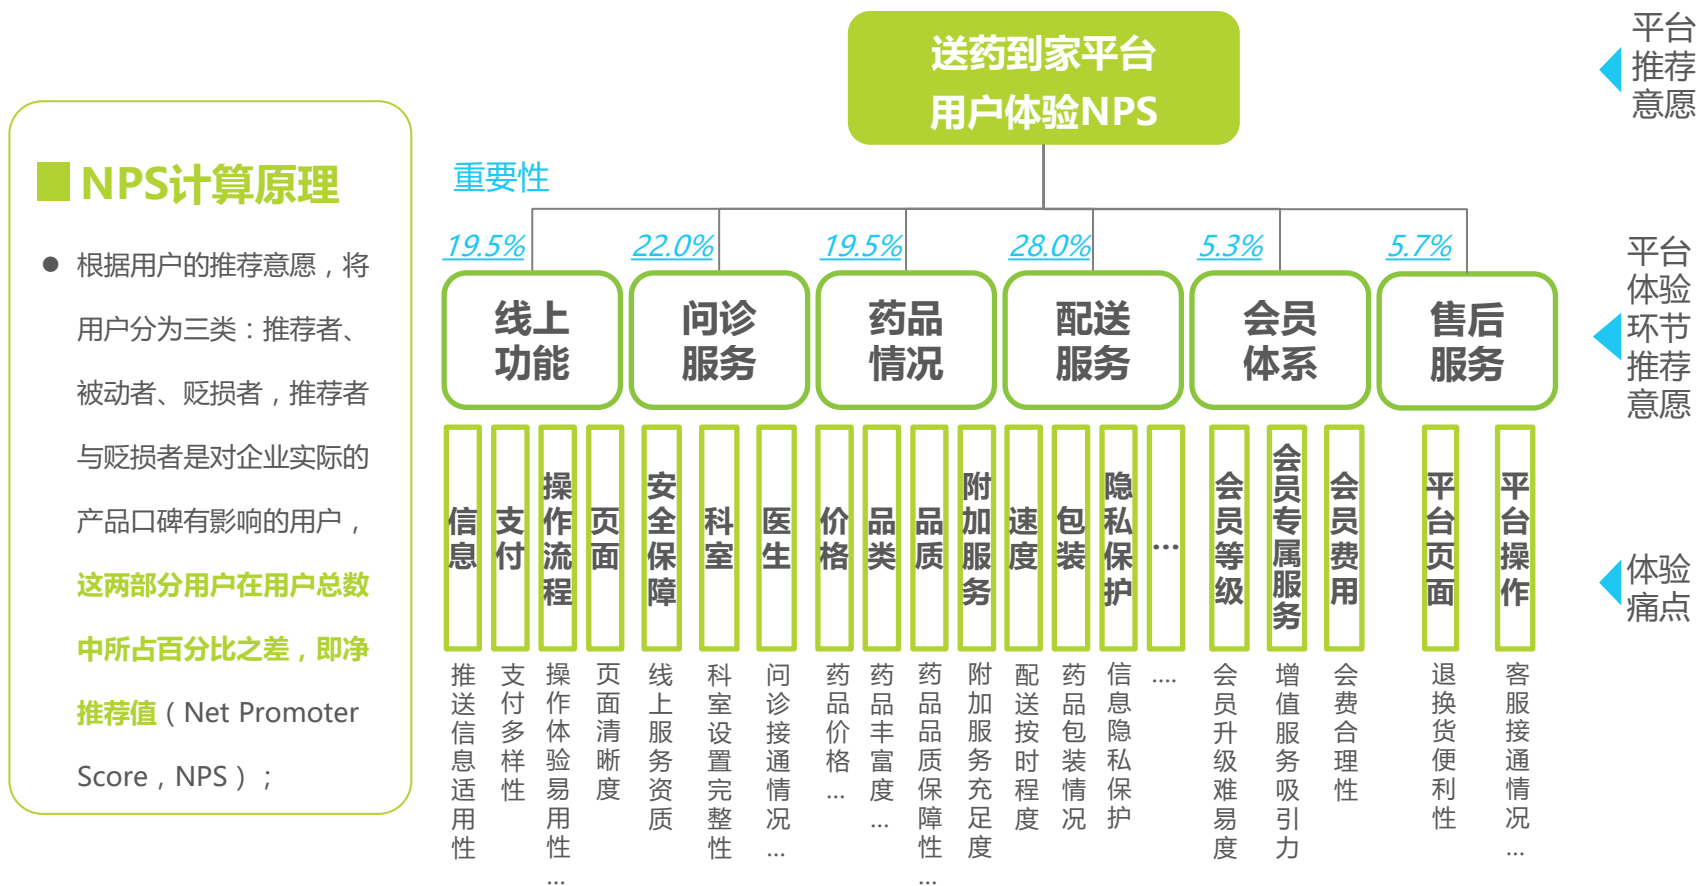 送药到家平台
用户体验NPS
平台
推荐
意愿
NPS计算原理
● 根据用户的推荐意愿，将
用户分为三类：推荐者、
被动者、贬损者，推荐者
与贬损者是对企业实际的
产品口碑有影响的用户，
这两部分用户在用户总数
中所占百分比之差，即净
推荐值（Net Promoter
Score，NPS）；
重要性
19.5%
22.0%
19.5%
28.0%
5.3%
5.7%
线上
功能
问诊
服务
药品
情况
配送
服务
会员
体系
售后
服务
平台
体验
环节
推荐
意愿
信息
支付
操作流程
页面
安全保障
科室
医生
价格
品类
品质
附加服务
速度
包装
隐私保护
...
会员等级
会员专属服务
会员费用
平台页面
平台操作
体验
痛点
推送信息适用性
支付多样性
操作体验易用性...
页面清晰度
线上服务资质
科室设置完整性
问诊接通情况...
药品价格...
药品丰富度...
药品品质保障性...
附加服务充足度
配送按时程度
药品包装情况
信息隐私保护
....
会员升级难易度
增值服务吸引力
会费合理性
退换货便利性
客服接通情况...